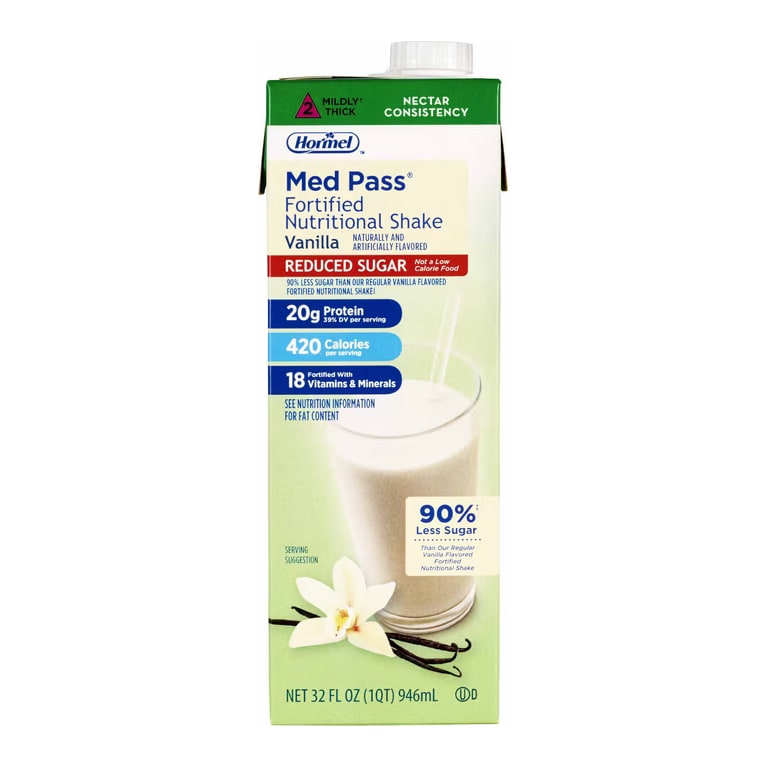 2 MILDLY†
THICK
NECTAR
CONSISTENCY
Hormel™
Med Pass®
Fortified
Nutritional Shake
Vanilla
NATURALLY AND
ARTIFICIALLY FLAVORED
REDUCED SUGAR
Not a Low
Calorie Food
90% LESS SUGAR THAN OUR REGULAR VANILLA FLAVORED
FORTIFIED NUTRITIONAL SHAKE‡
20g Protein
39% DV per serving
420 Calories
per serving
18 Fortified With
Vitamins & Minerals
SEE NUTRITION INFORMATION
FOR FAT CONTENT
90%‡
Less Sugar
Than Our Regular
Vanilla Flavored
Fortified
Nutritional Shake
SERVING
SUGGESTION
NET 32 FL OZ (1QT) 946mL
UD